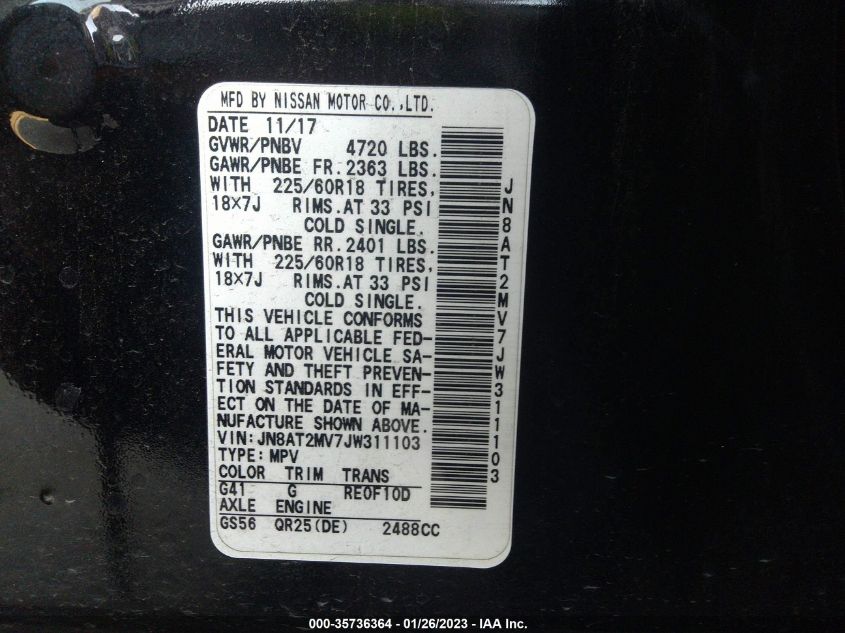 MFD BY NISSAN MOTOR CO.,LTD.
DATE 11/17
GVWR/PNBV 4720 LBS.
GAWR/PNBE FR. 2363 LBS.
WITH 225/60R18 TIRES,
18X7J RIMS. AT 33 PSI
COLD SINGLE.
GAWR/PNBE RR. 2401 LBS.
WITH 225/60R18 TIRES,
18X7J RIMS. AT 33 PSI
COLD SINGLE.
THIS VEHICLE CONFORMS
TO ALL APPLICABLE FED-
ERAL MOTOR VEHICLE SA-
FETY AND THEFT PREVEN-
TION STANDARDS IN EFF-
ECT ON THE DATE OF MA-
NUFACTURE SHOWN ABOVE.
VIN: JN8AT2MV7JW311103
TYPE: MPV
COLOR TRIM TRANS
G41 G RE0F10D
AXLE ENGINE
GS56 QR25(DE) 2488CC
JN8AT2MV7JW311103
000-35736364 - 01/26/2023 - IAA Inc.